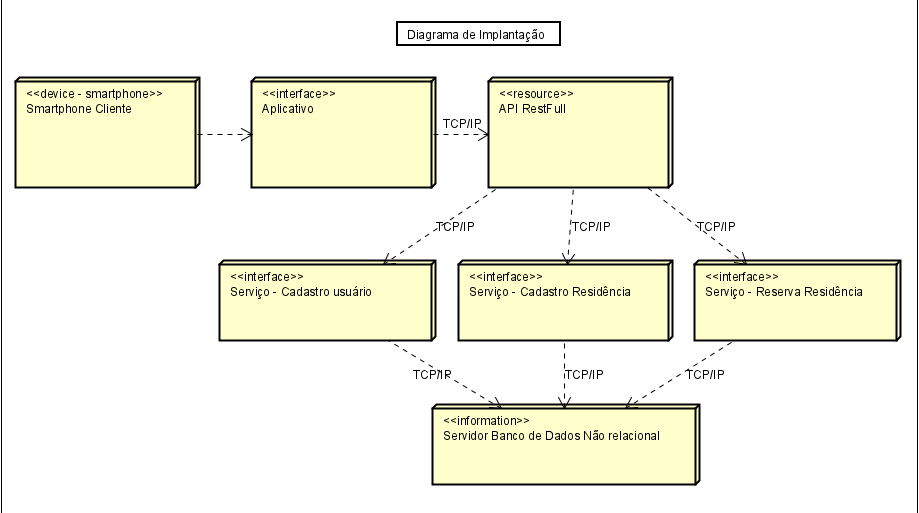 Diagrama de Implantação
<<device - smartphone>>
Smartphone Cliente
<<interface>>
Aplicativo
TCP/IP
<<resource>>
API RestFull
TCP/IP
TCP/IP
TCP/IP
<<interface>>
Serviço - Cadastro usuário
<<interface>>
Serviço - Cadastro Residência
<<interface>>
Serviço - Reserva Residência
TCP/IP
TCP/IP
TCP/IP
<<information>>
Servidor Banco de Dados Não relacional